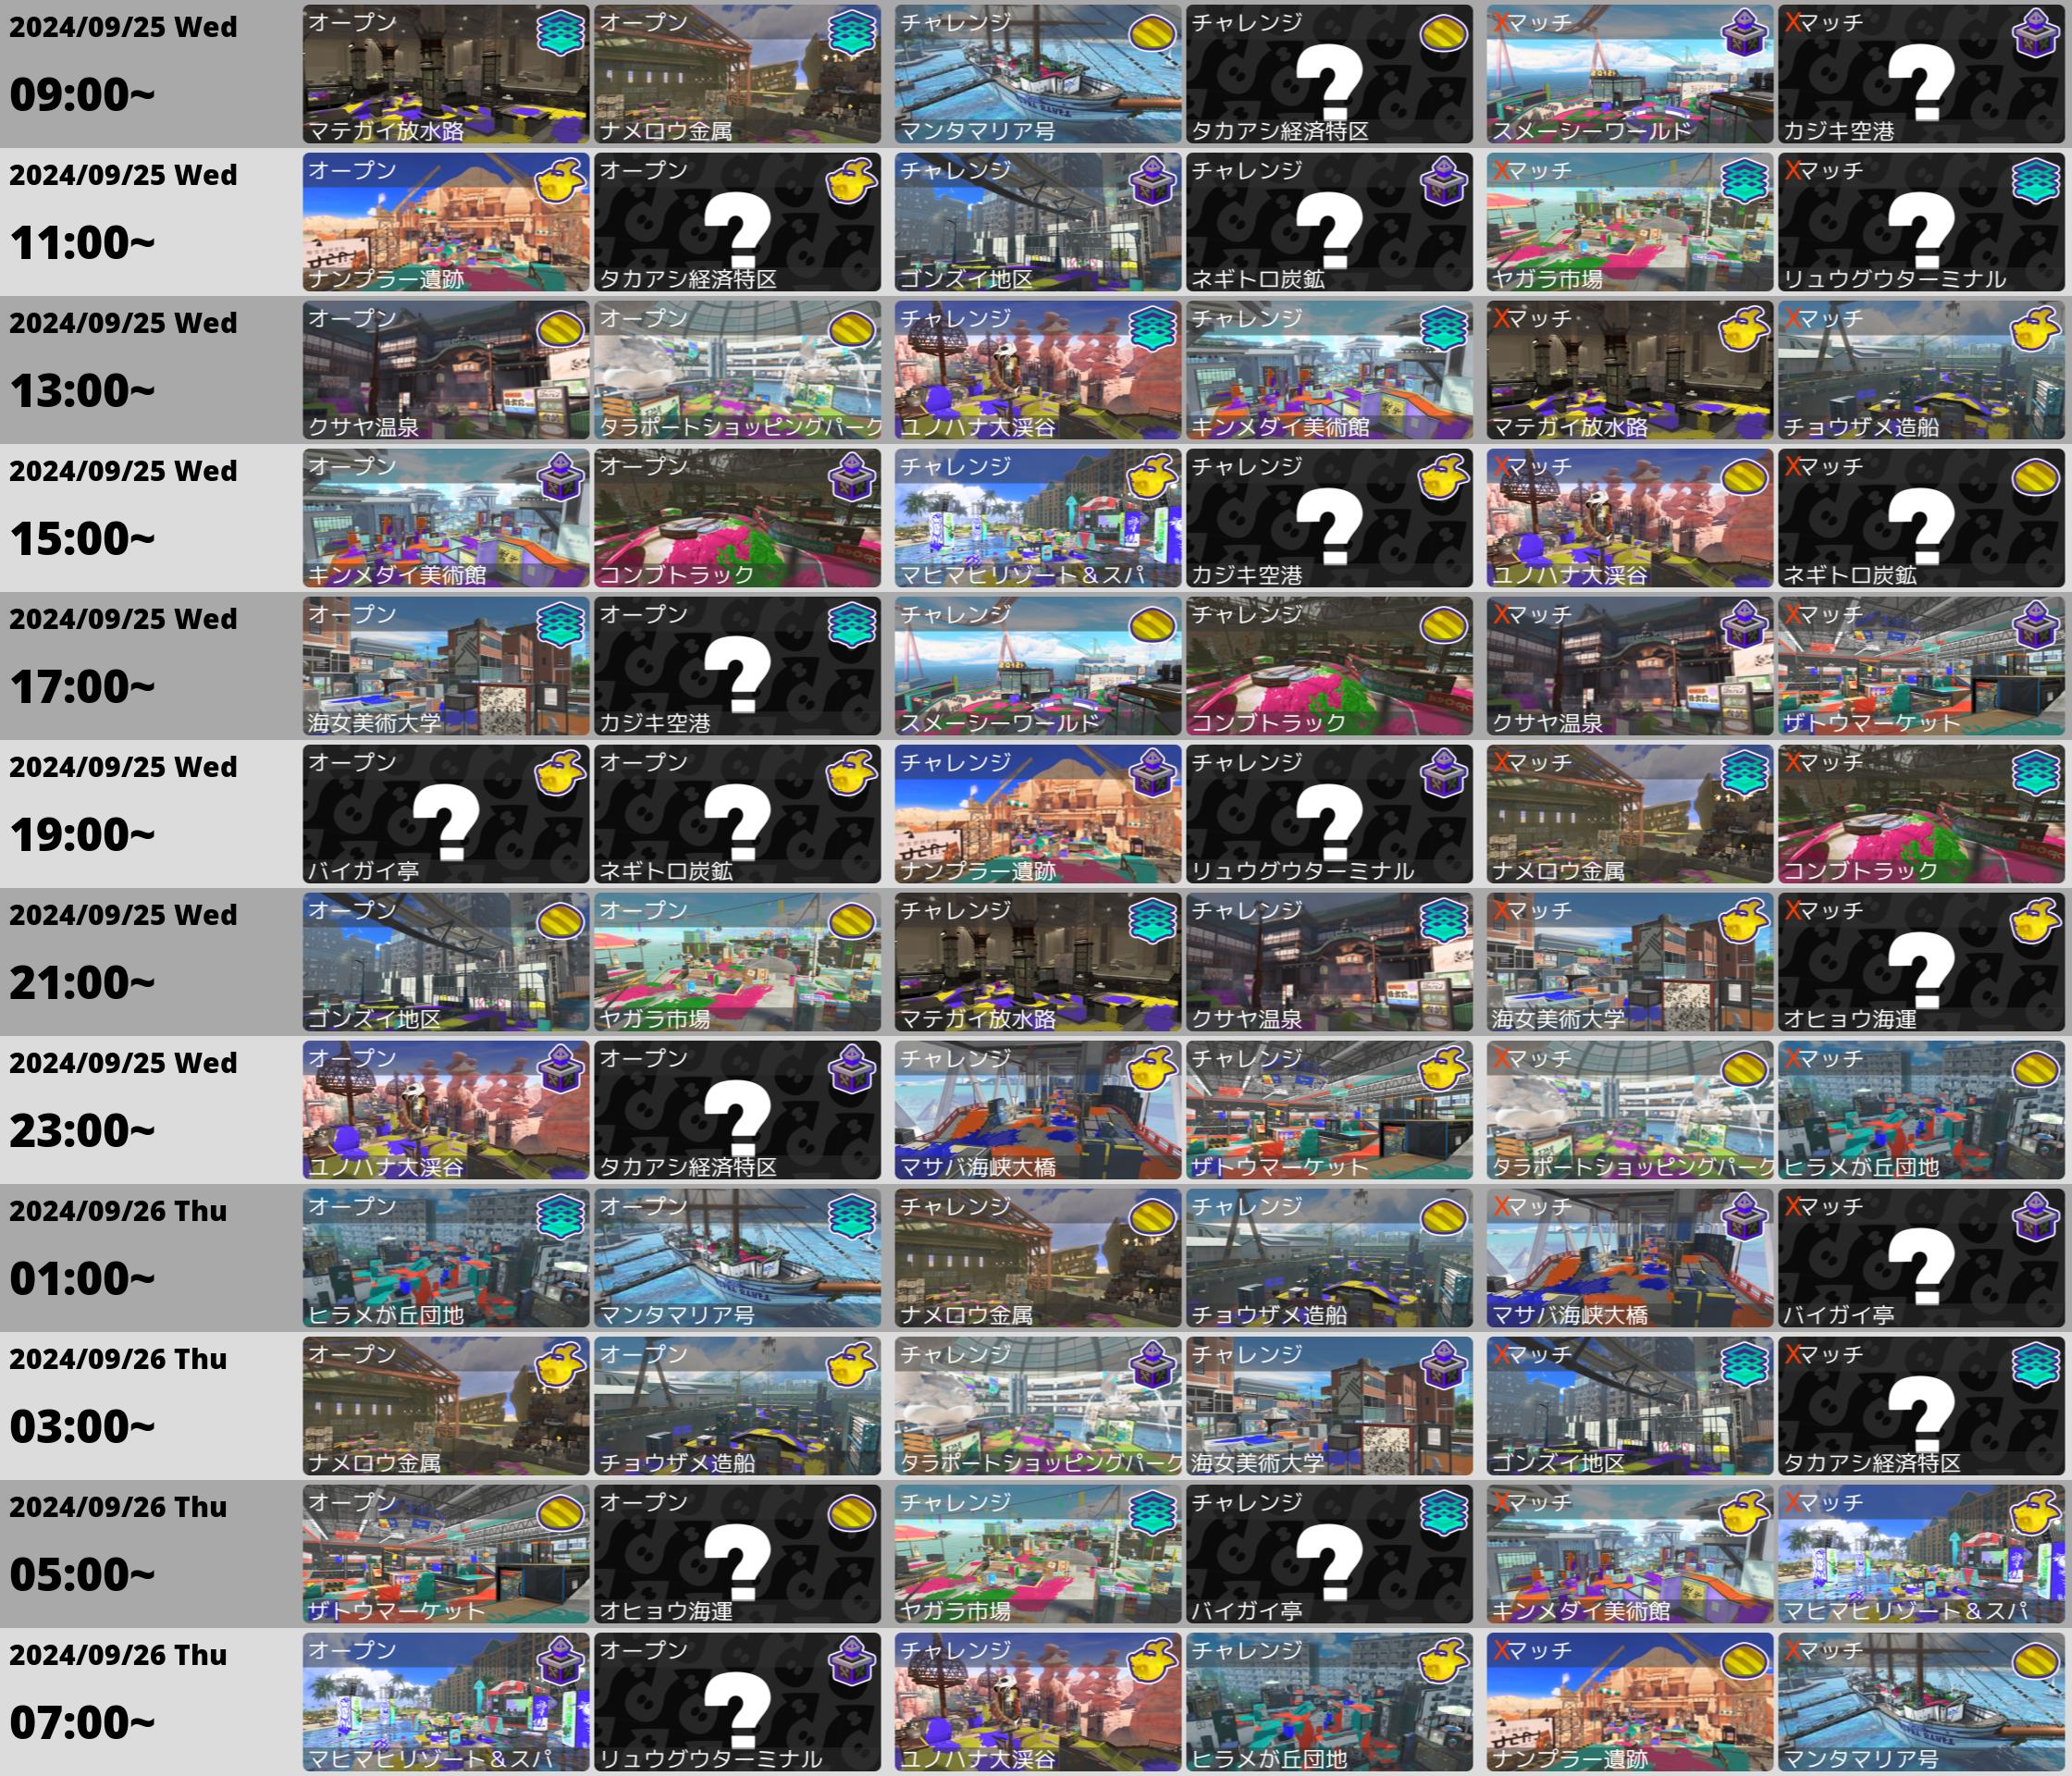 2024/09/25 Wed
09:00~
オープン
マテガイ放水路
オープン
ナメロウ金属
チャレンジ
マンタマリア号
チャレンジ
タカアシ経済特区
Xマッチ
スメーシーワールド
Xマッチ
カジキ空港
2024/09/25 Wed
11:00~
オープン
ナンプラー遺跡
オープン
タカアシ経済特区
チャレンジ
ゴンズイ地区
チャレンジ
ネギトロ炭鉱
Xマッチ
ヤガラ市場
Xマッチ
リュウグウターミナル
2024/09/25 Wed
13:00~
オープン
クサヤ温泉
オープン
タラポートショッピングパーク
チャレンジ
ユノハナ大渓谷
チャレンジ
キンメダイ美術館
Xマッチ
マテガイ放水路
Xマッチ
チョウザメ造船
2024/09/25 Wed
15:00~
オープン
キンメダイ美術館
オープン
コンブトラック
チャレンジ
マヒマヒリゾート＆スパ
チャレンジ
カジキ空港
Xマッチ
ユノハナ大渓谷
Xマッチ
ネギトロ炭鉱
2024/09/25 Wed
17:00~
オープン
海女美術大学
オープン
カジキ空港
チャレンジ
スメーシーワールド
チャレンジ
コンブトラック
Xマッチ
クサヤ温泉
Xマッチ
ザトウマーケット
2024/09/25 Wed
19:00~
オープン
バイガイ亭
オープン
ネギトロ炭鉱
チャレンジ
ナンプラー遺跡
チャレンジ
リュウグウターミナル
Xマッチ
ナメロウ金属
Xマッチ
コンブトラック
2024/09/25 Wed
21:00~
オープン
ゴンズイ地区
オープン
ヤガラ市場
チャレンジ
マテガイ放水路
チャレンジ
クサヤ温泉
Xマッチ
海女美術大学
Xマッチ
オヒョウ海運
2024/09/25 Wed
23:00~
オープン
ユノハナ大渓谷
オープン
タカアシ経済特区
チャレンジ
マサバ海峡大橋
チャレンジ
ザトウマーケット
Xマッチ
タラポートショッピングパーク
Xマッチ
ヒラメが丘団地
2024/09/26 Thu
01:00~
オープン
ヒラメが丘団地
オープン
マンタマリア号
チャレンジ
ナメロウ金属
チャレンジ
チョウザメ造船
Xマッチ
マサバ海峡大橋
Xマッチ
バイガイ亭
2024/09/26 Thu
03:00~
オープン
ナメロウ金属
オープン
チョウザメ造船
チャレンジ
タラポートショッピングパーク
チャレンジ
海女美術大学
Xマッチ
ゴンズイ地区
Xマッチ
タカアシ経済特区
2024/09/26 Thu
05:00~
オープン
ザトウマーケット
オープン
オヒョウ海運
チャレンジ
ヤガラ市場
チャレンジ
バイガイ亭
Xマッチ
キンメダイ美術館
Xマッチ
マヒマヒリゾート＆スパ
2024/09/26 Thu
07:00~
オープン
マヒマヒリゾート＆スパ
オープン
リュウグウターミナル
チャレンジ
ユノハナ大渓谷
チャレンジ
ヒラメが丘団地
Xマッチ
ナンプラー遺跡
Xマッチ
マンタマリア号